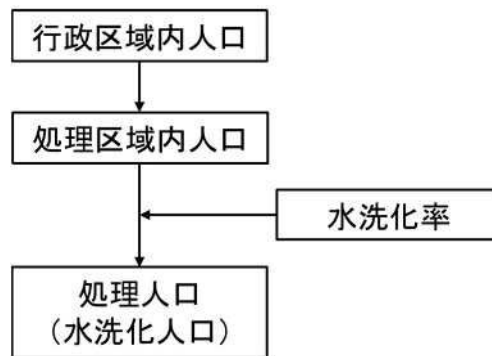 行政区域内人口
処理区域内人口
水洗化率
処理人口
（水洗化人口）